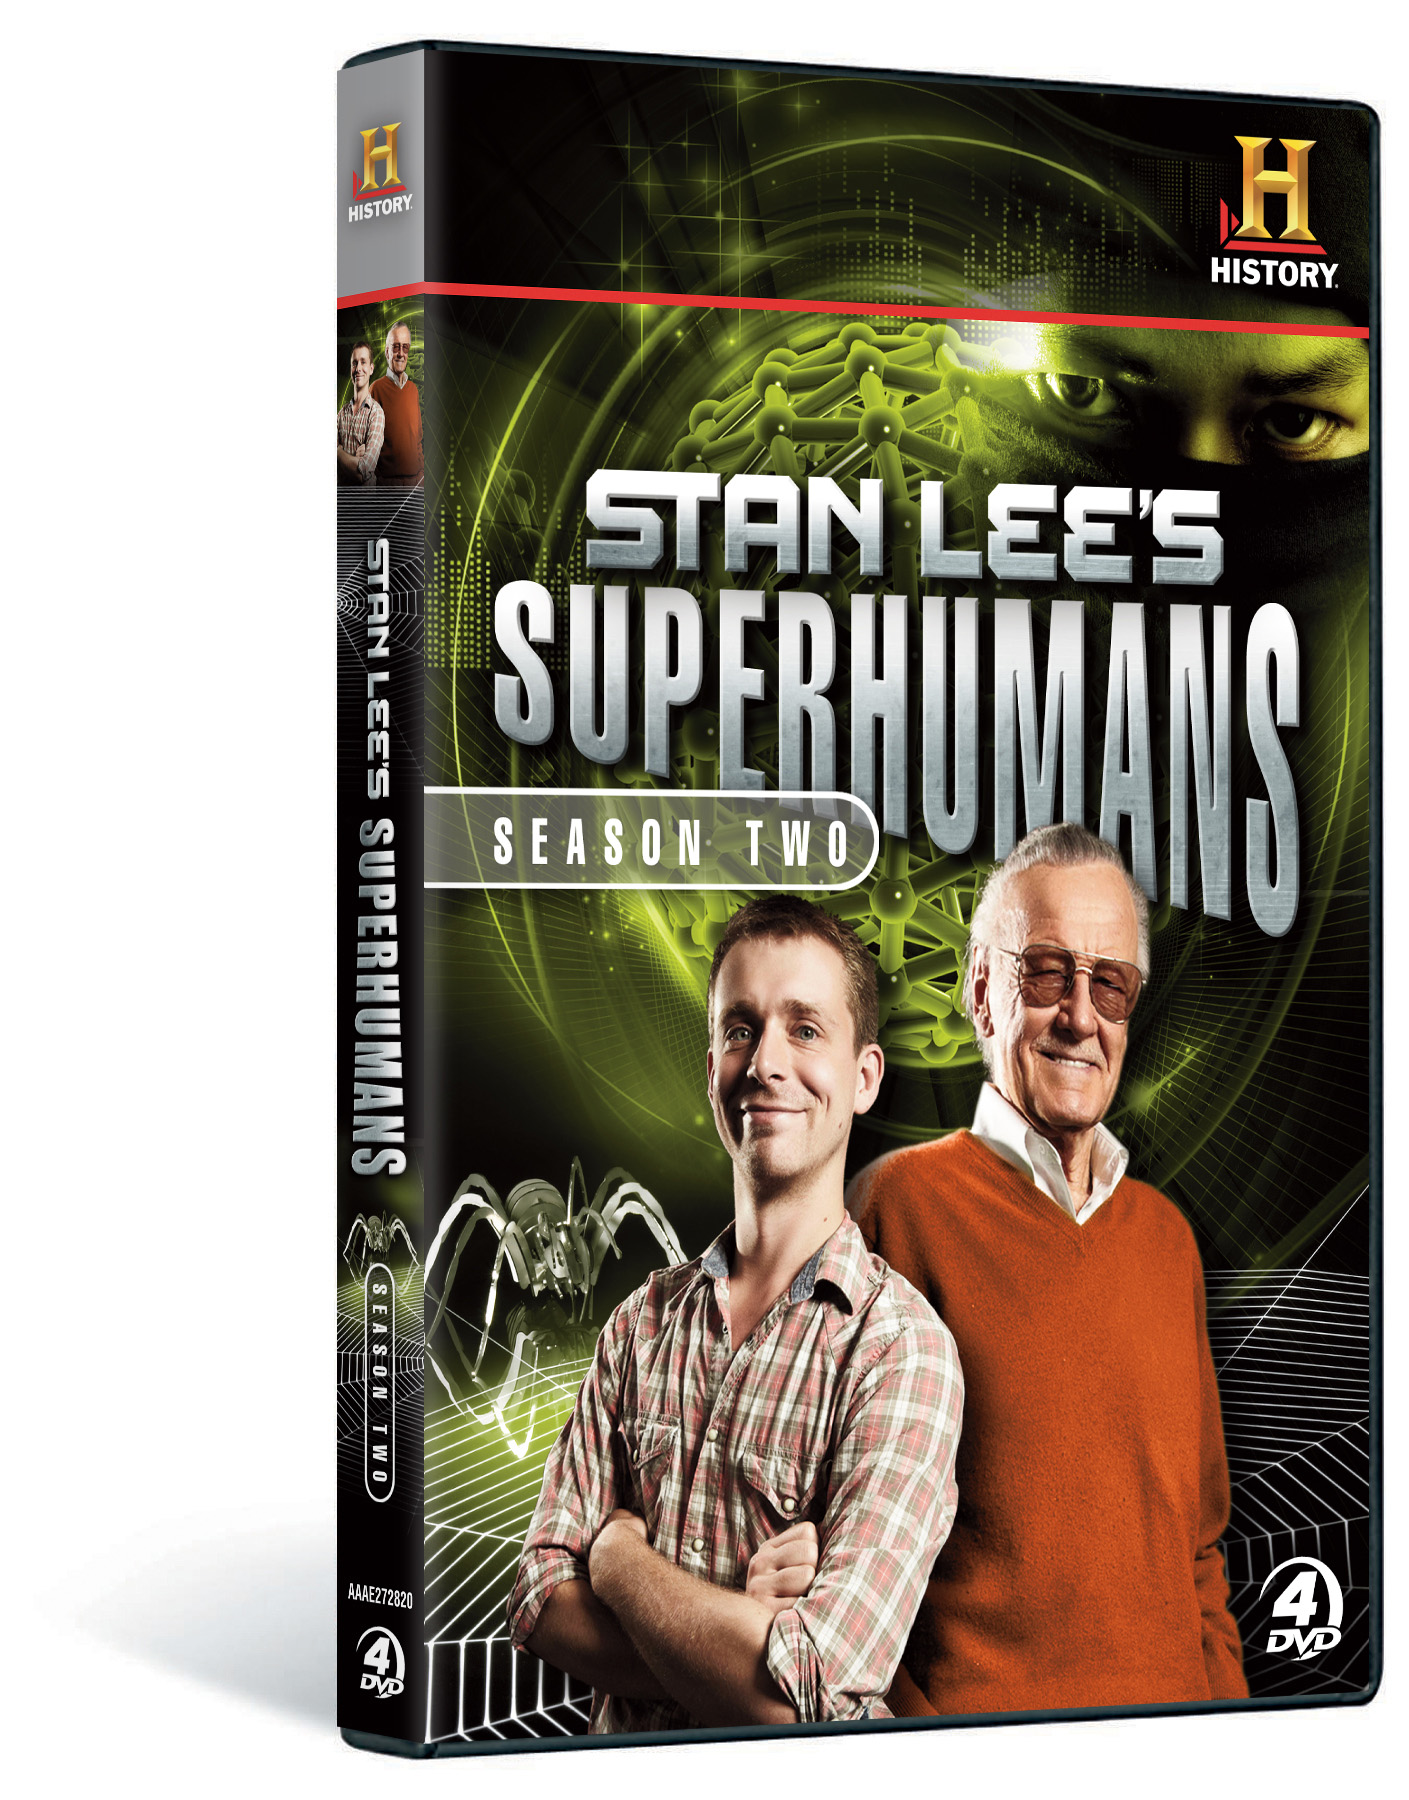 H
HISTORY.
STAN LEE'S SUPERHUMANS
SEASON TWO
AAAE272820
4
DVD
H
HISTORY.
STAN LEE'S
SUPERHUMANS
SEASON TWO
4
DVD